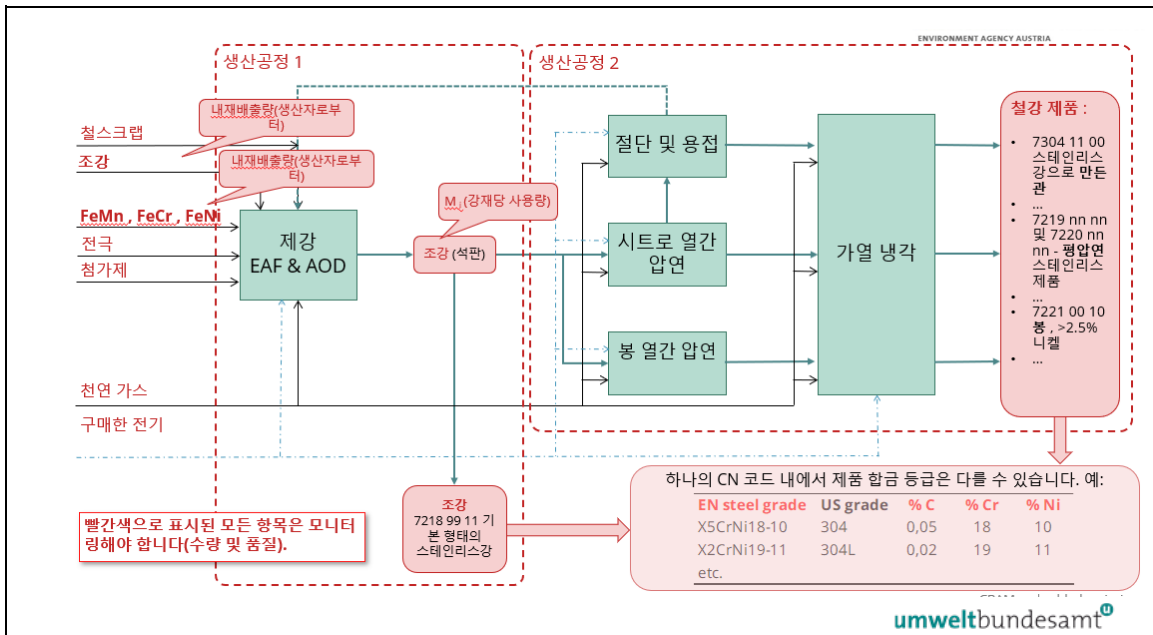 ENVIRONMENT AGENCY AUSTRIA
생산공정 1
생산공정 2
내재배출량(생산자로부
터)
철스크랩
조강
내재배출량(생산자로부
터)
FeMn , FeCr , FeNi
전극
첨가제
제강
EAF & AOD
M↓(강재당 사용량)
조강 (석판)
절단 및 용접
시트로 열간
압연
봉 열간 압연
가열 냉각
철강 제품 :
• 7304 11 00
스테인리스
강으로 만든
관
• ...
• 7219 nn nn
및 7220 nn
nn - 평압연
스테인리스
제품
• ...
• 7221 00 10
봉 , >2.5%
니켈
• ...
천연 가스
구매한 전기
조강
7218 99 11 기
본 형태의
스테인리스강
빨간색으로 표시된 모든 항목은 모니터
링해야 합니다(수량 및 품질).
하나의 CN 코드 내에서 제품 합금 등급은 다를 수 있습니다. 예:
EN steel grade US grade % C % Cr % Ni
X5CrNi18-10 304 0,05 18 10
X2CrNi19-11 304L 0,02 19 11
etc.
umweltbundesamt u